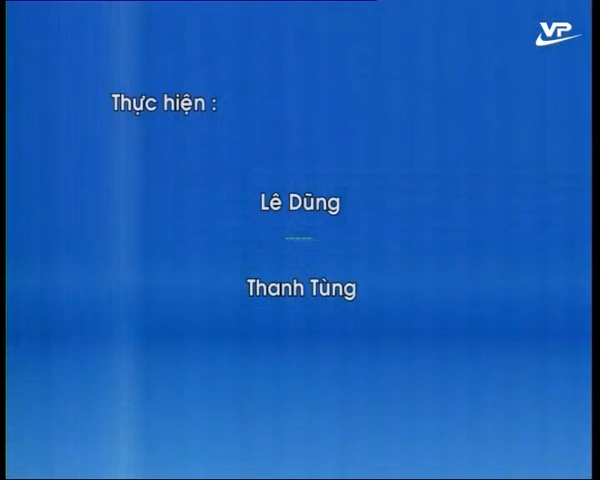 VP
Thực hiện :
Lê Dũng
Thanh Tùng